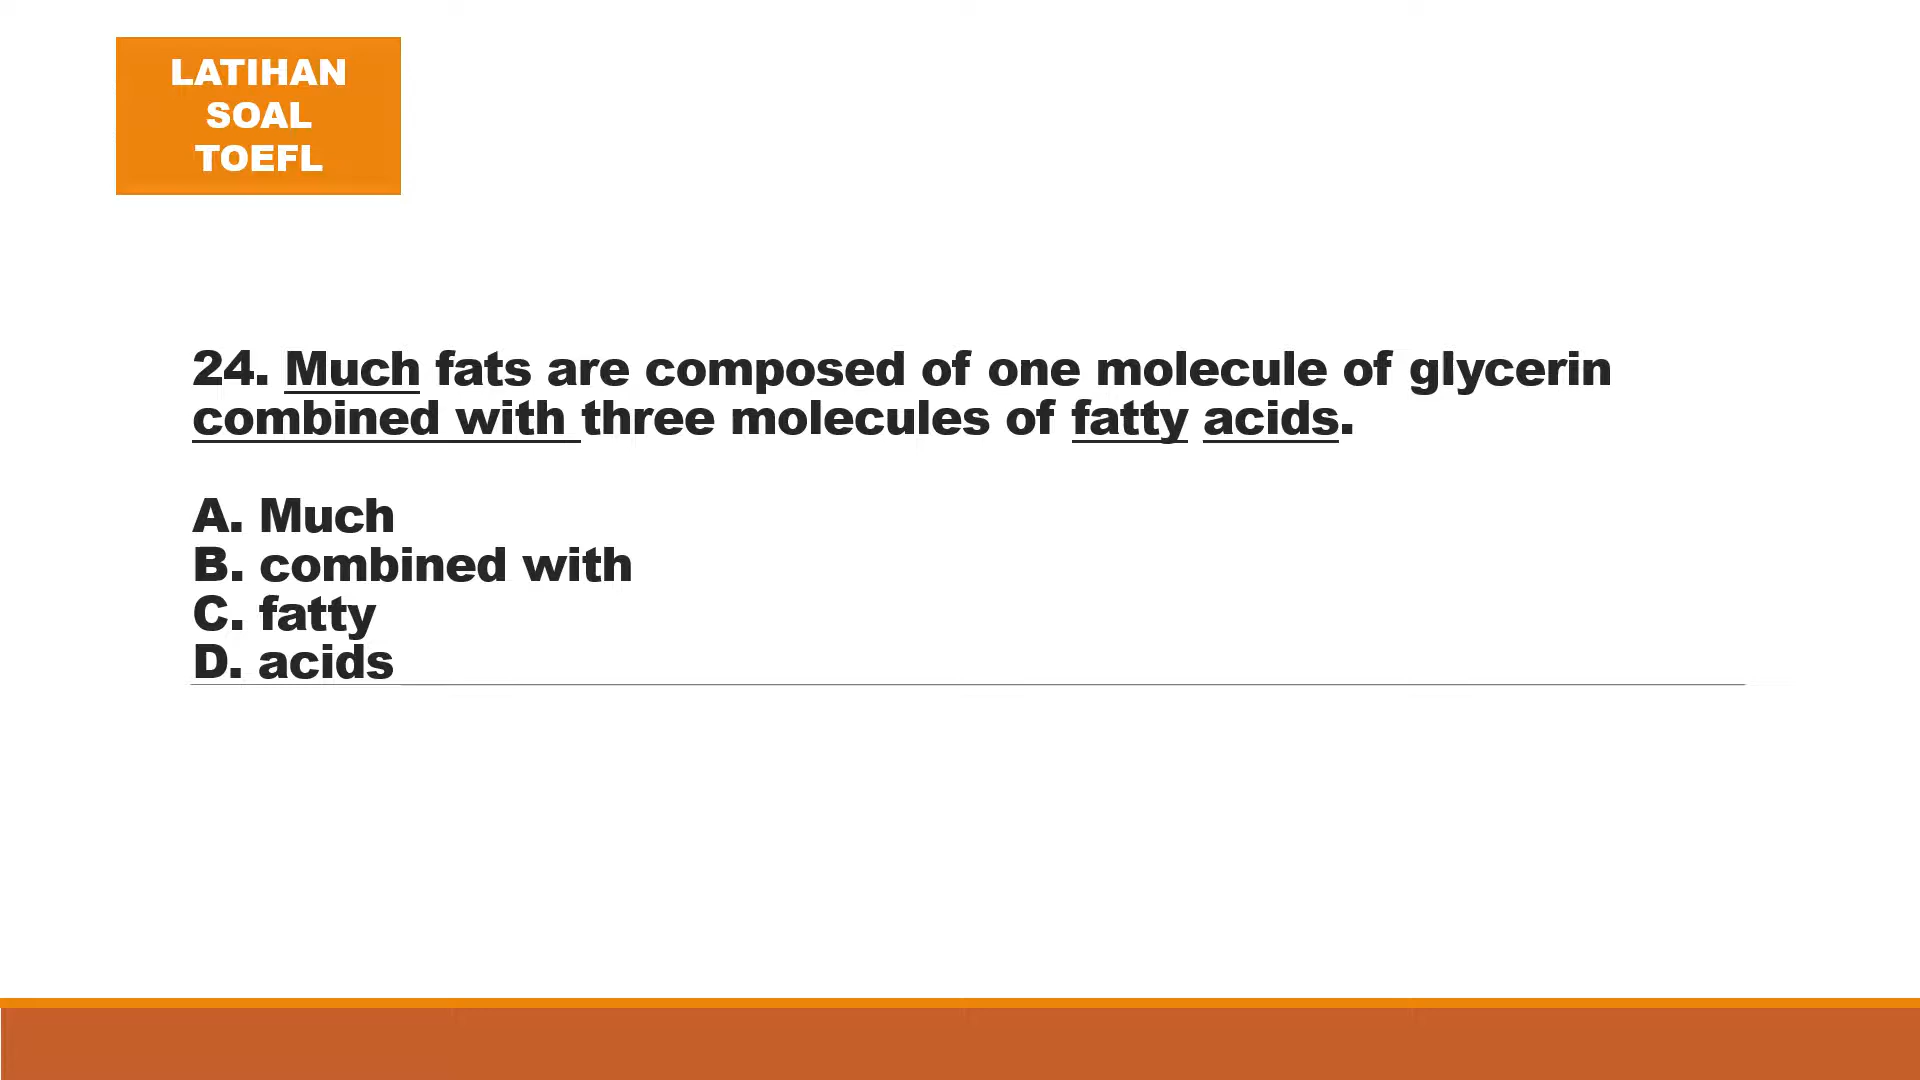 LATIHAN
SOAL
TOEFL
24. Much fats are composed of one molecule of glycerin
combined with three molecules of fatty acids.
A. Much
B. combined with
C. fatty
D. acids